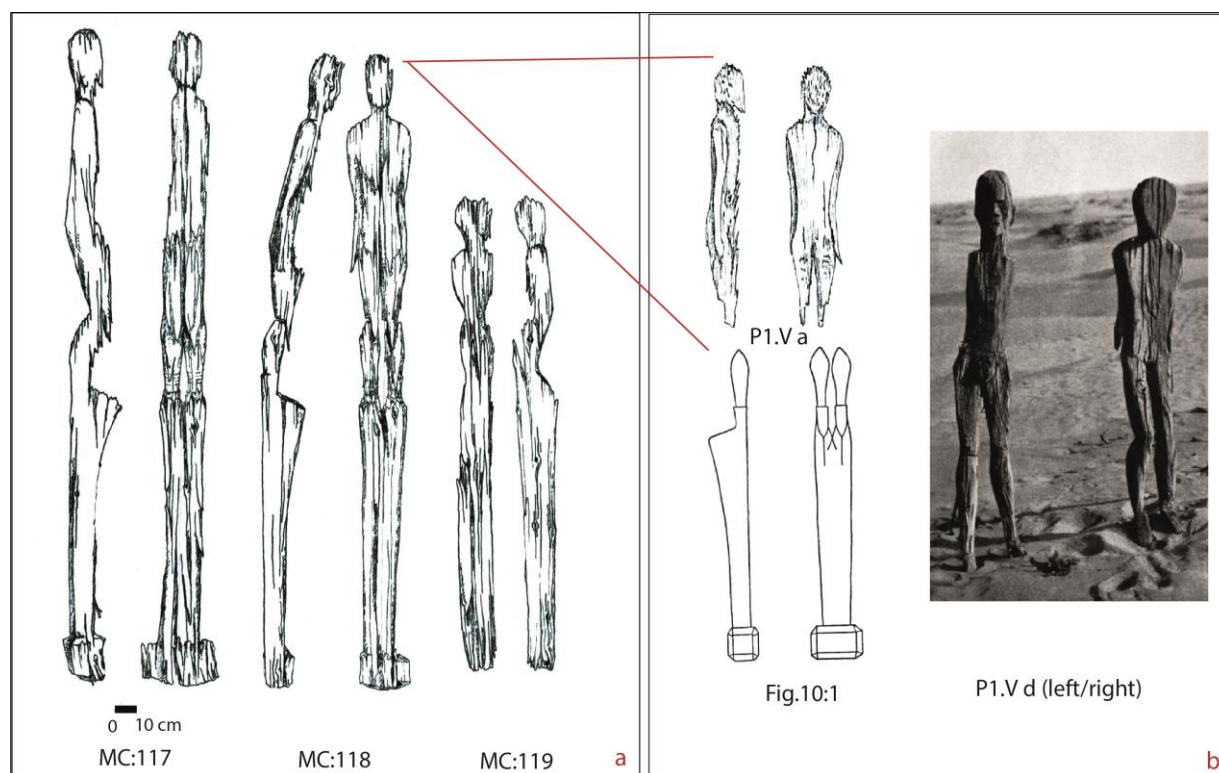 P1.V a
Fig.10:1
P1.V d (left/right)
0 10 cm
MC:117
MC:118
MC:119
a
b